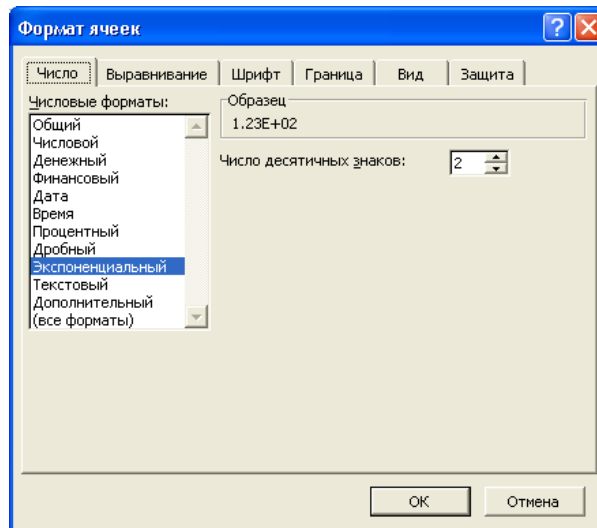 Формат ячеек
Число Выравнивание Шрифт Граница Вид Защита
Числовые форматы:
Общий
Числовой
Денежный
Финансовый
Дата
Время
Процентный
Дробный
Экспоненциальный
Текстовый
Дополнительный
(все форматы)
Образец
1.23E+02
Число десятичных знаков: 2
ОК Отмена